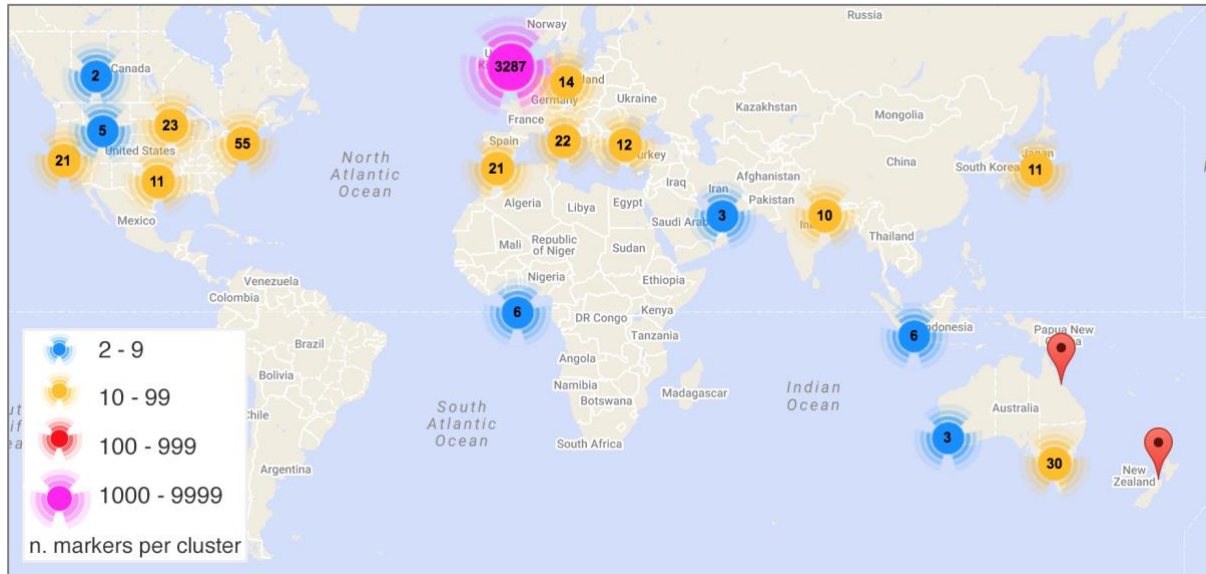 Russia
Norway
Canada
2
3287
14
Germany
Ukraine
Kazakhstan
Mongolia
France
5
23
55
United States
21
11
North
Atlantic
Ocean
Spain
22
12
21
China
South Korea
11
Iraq
Iran
Afghanistan
Pakistan
Algeria
Libya
Egypt
3
10
Mexico
Mali
Republic
of Niger
Sudan
Thailand
Nigeria
Ethiopia
Venezuela
Colombia
6
DR Congo
Kenya
Tanzania
6
Papua New
Brazil
Angola
Bolivia
Namibia
Botswana
Madagascar
Indian
Ocean
Australia
South
Atlantic
Ocean
South Africa
3
30
New
Zealand
Argentina
2 - 9
10 - 99
100 - 999
1000 - 9999
n. markers per cluster